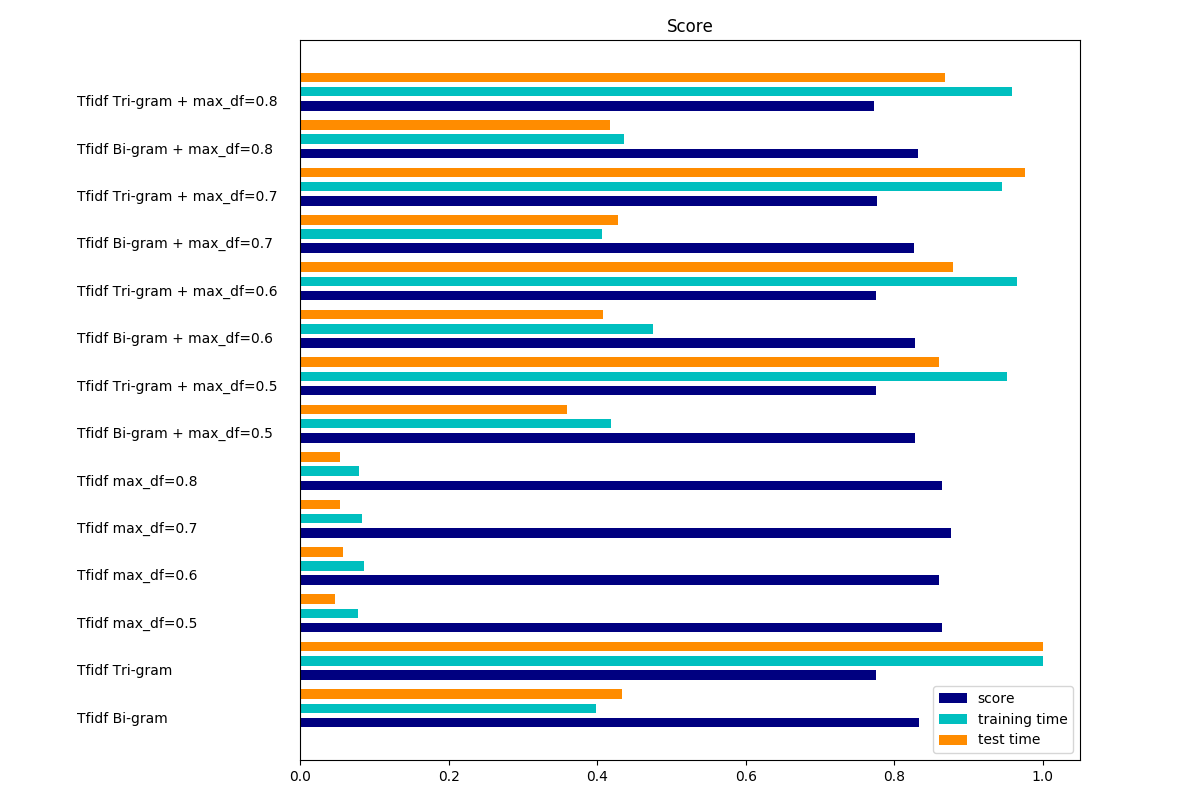 Score
Tfidf Tri-gram + max_df=0.8
Tfidf Bi-gram + max_df=0.8
Tfidf Tri-gram + max_df=0.7
Tfidf Bi-gram + max_df=0.7
Tfidf Tri-gram + max_df=0.6
Tfidf Bi-gram + max_df=0.6
Tfidf Tri-gram + max_df=0.5
Tfidf Bi-gram + max_df=0.5
Tfidf max_df=0.8
Tfidf max_df=0.7
Tfidf max_df=0.6
Tfidf max_df=0.5
Tfidf Tri-gram
Tfidf Bi-gram
score
training time
test time
0.0 0.2 0.4 0.6 0.8 1.0